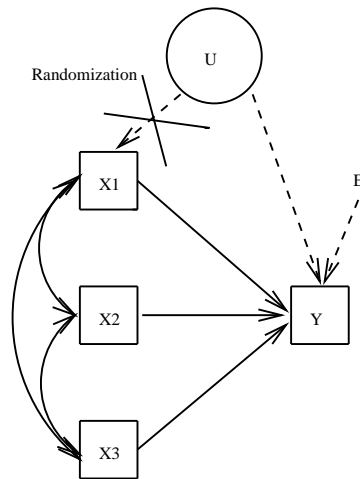 U
Randomization
X1
E
X2
Y
X3